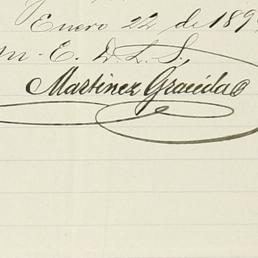 Enero 22 de 189
M. E. D. L. S,
Martinez Gracida